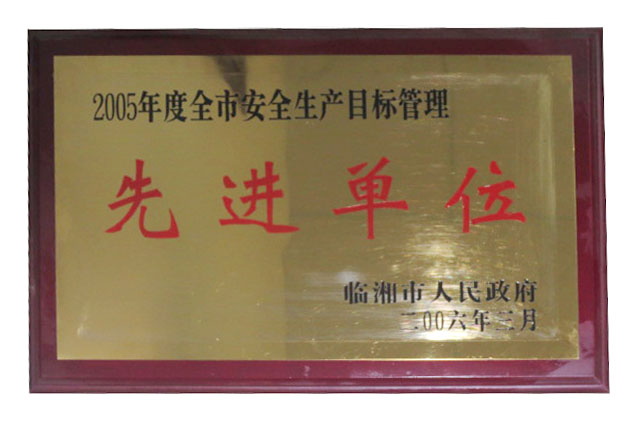 2005年度全市安全生产目标管理
先进单位
临湘市人民政府
二00六年三月